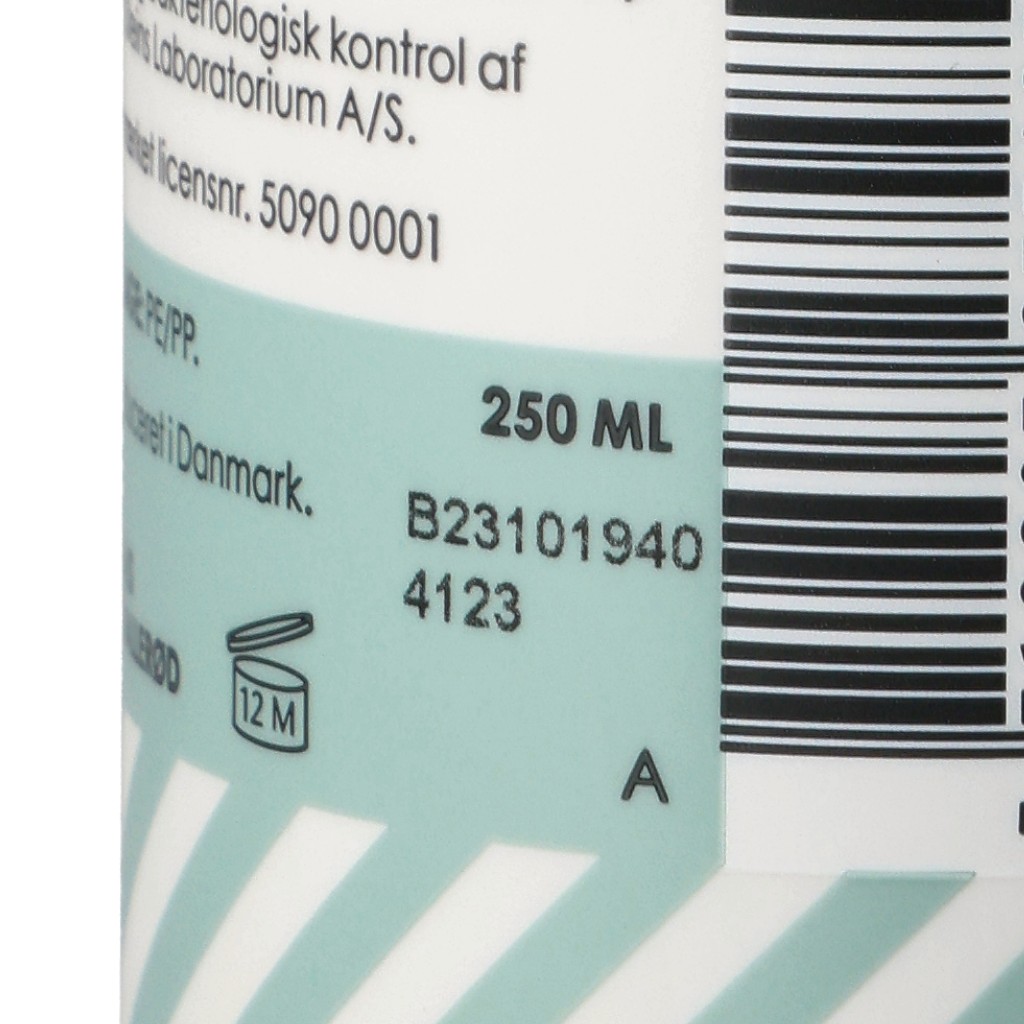 kontrol af
Laboratorium A/S.
licensnr. 5090 0001
PE/PP.
250 ML
i Danmark.
B23101940
4123
12 M
A